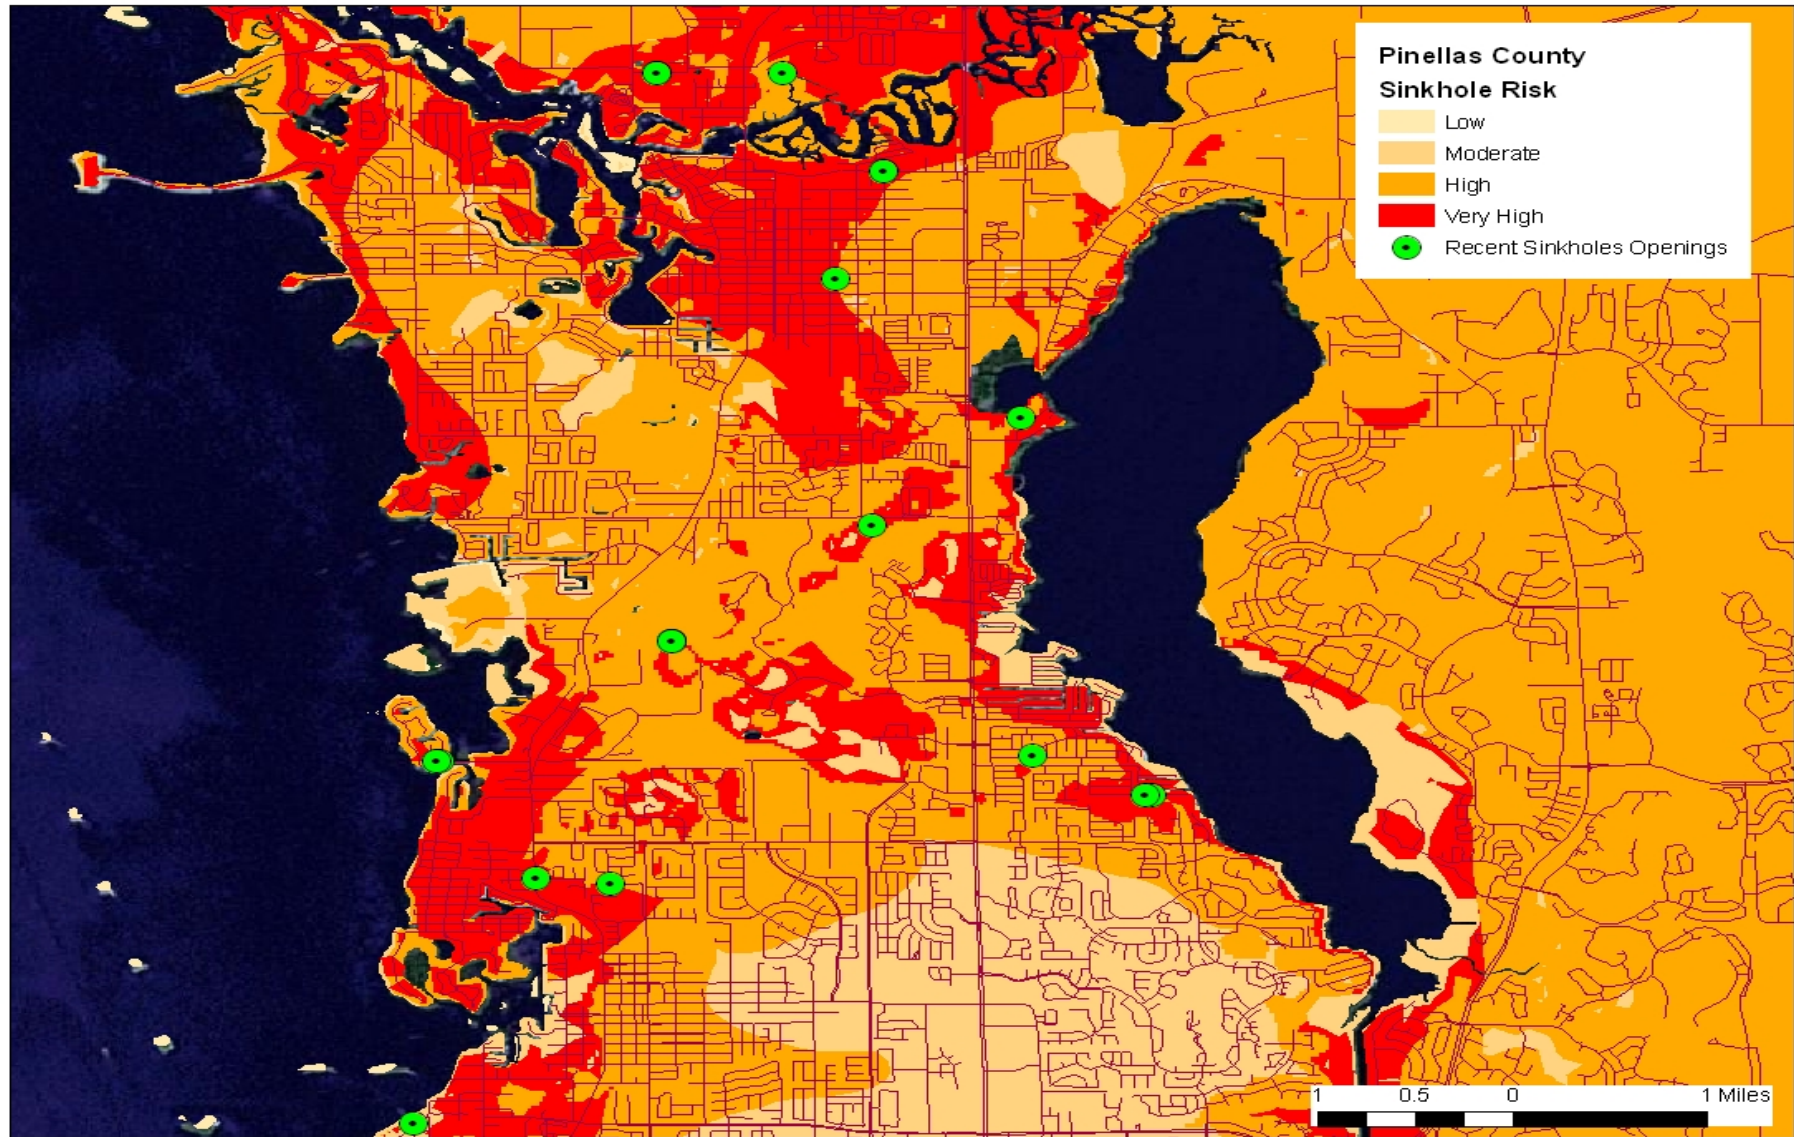 Pinellas County
Sinkhole Risk
Low
Moderate
High
Very High
Recent Sinkholes Openings
1 0.5 0 1 Miles